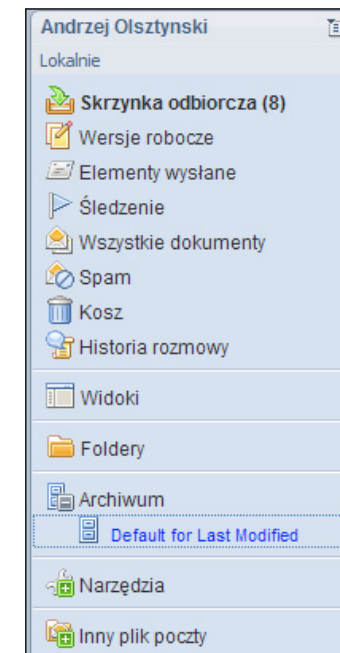 Andrzej Olsztynski
Lokalnie
Skrzynka odbiorcza (8)
Wersje robocze
Elementy wysłane
Śledzenie
Wszystkie dokumenty
Spam
Kosz
Historia rozmowy
Widoki
Foldery
Archiwum
Default for Last Modified
Narzędzia
Inny plik poczty